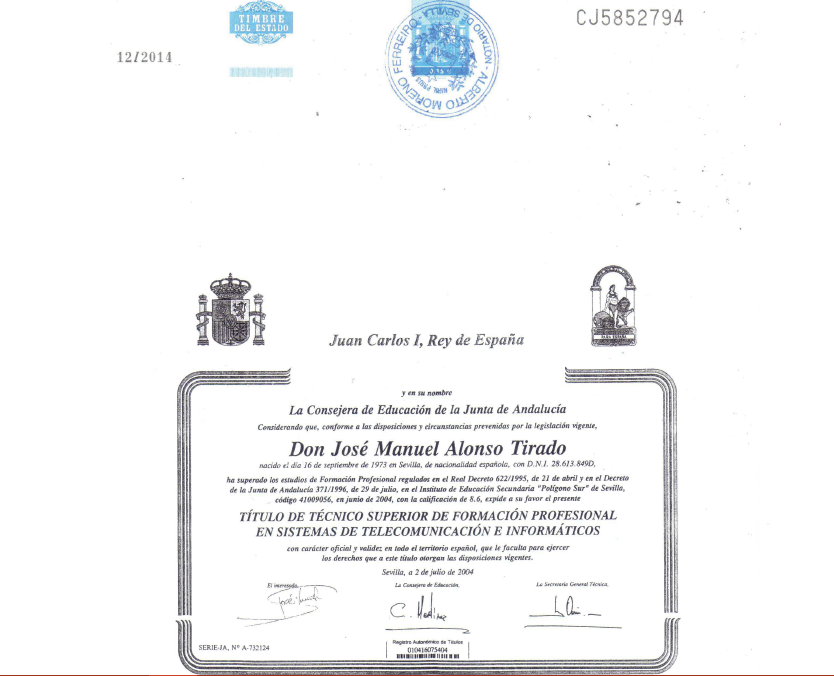 TIMBRE
DEL ESTADO
CJ5852794
12/2014
ALBERTO MORENO FERREIRO - NOTARIO DE SEVILLA -
Juan Carlos I, Rey de España
y en su nombre
La Consejera de Educación de la Junta de Andalucía
Considerando que, conforme a las disposiciones y circunstancias prevenidas por la legislación vigente,
Don José Manuel Alonso Tirado
nacido el día 16 de septiembre de 1973 en Sevilla, de nacionalidad española, con D.N.I. 28.613.849D,
ha superado los estudios de Formación Profesional regulados en el Real Decreto 622/1995, de 21 de abril y en el Decreto
de la Junta de Andalucía 371/1996, de 29 de julio, en el Instituto de Educación Secundaria "Polígono Sur" de Sevilla,
código 41009056, en junio de 2004, con la calificación de 8.6, expide a su favor el presente
TÍTULO DE TÉCNICO SUPERIOR DE FORMACIÓN PROFESIONAL
EN SISTEMAS DE TELECOMUNICACIÓN E INFORMÁTICOS
con carácter oficial y validez en todo el territorio español, que le faculta para ejercer
los derechos que a este título otorgan las disposiciones vigentes.
Sevilla, a 2 de julio de 2004
El interesado,
La Consejera de Educación,
La Secretaria General Técnica,
SERIE-JA, Nº A-732124
Registro Autonómico de Títulos
010416075404